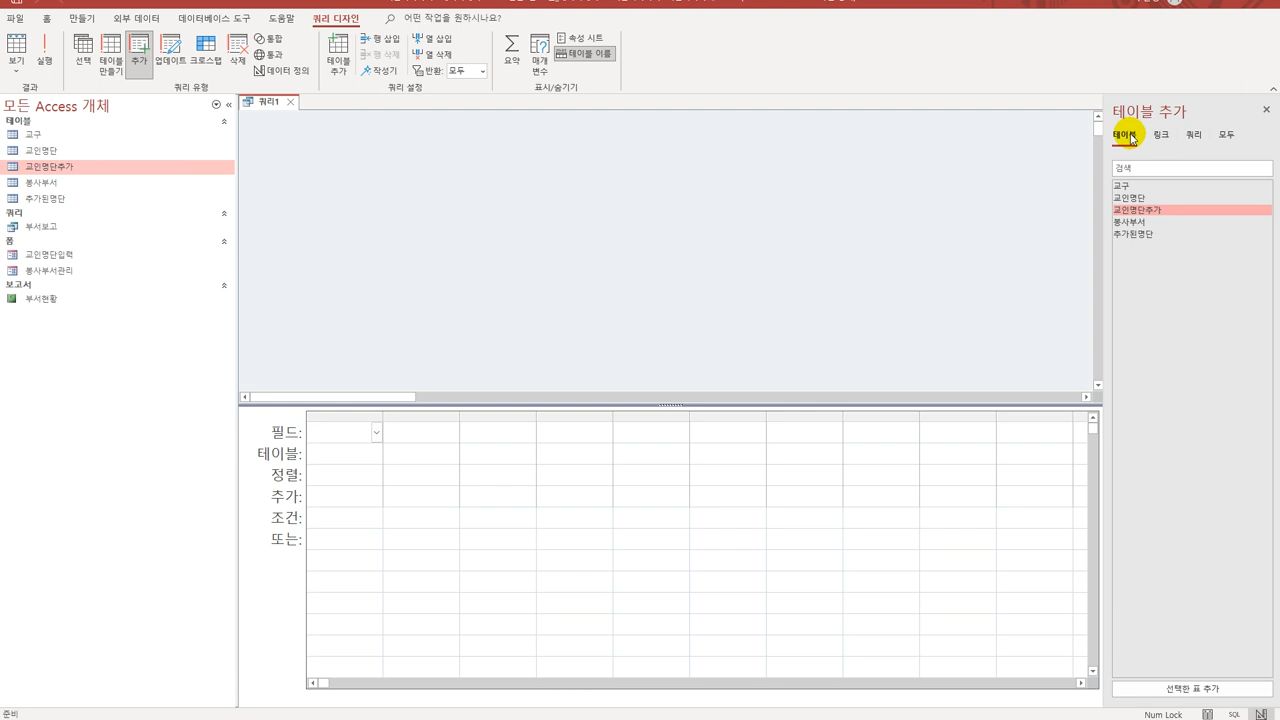 파일 홈 만들기 외부 데이터 데이터베이스 도구 도움말 쿼리 디자인 어떤 작업을 원하시나요?
보기 실행 선택 테이블 만들기 추가 업데이트 크로스탭 삭제 통합 통과 데이터 정의 테이블 추가 행 삽입 행 삭제 작성기 열 삽입 열 삭제 반환: 모두 요약 매개 변수 속성 시트 테이블 이름
결과 쿼리 유형 쿼리 설정 표시/숨기기
모든 Access 개체
테이블
교구
교인명단
교인명단추가
봉사부서
추가된명단
쿼리
부서보고
폼
교인명단입력
봉사부서관리
보고서
부서현황
쿼리1
필드:
테이블:
정렬:
추가:
조건:
또는:
테이블 추가
테이블 링크 쿼리 모두
검색
교구
교인명단
교인명단추가
봉사부서
추가된명단
선택한 표 추가
준비 Num Lock SQL